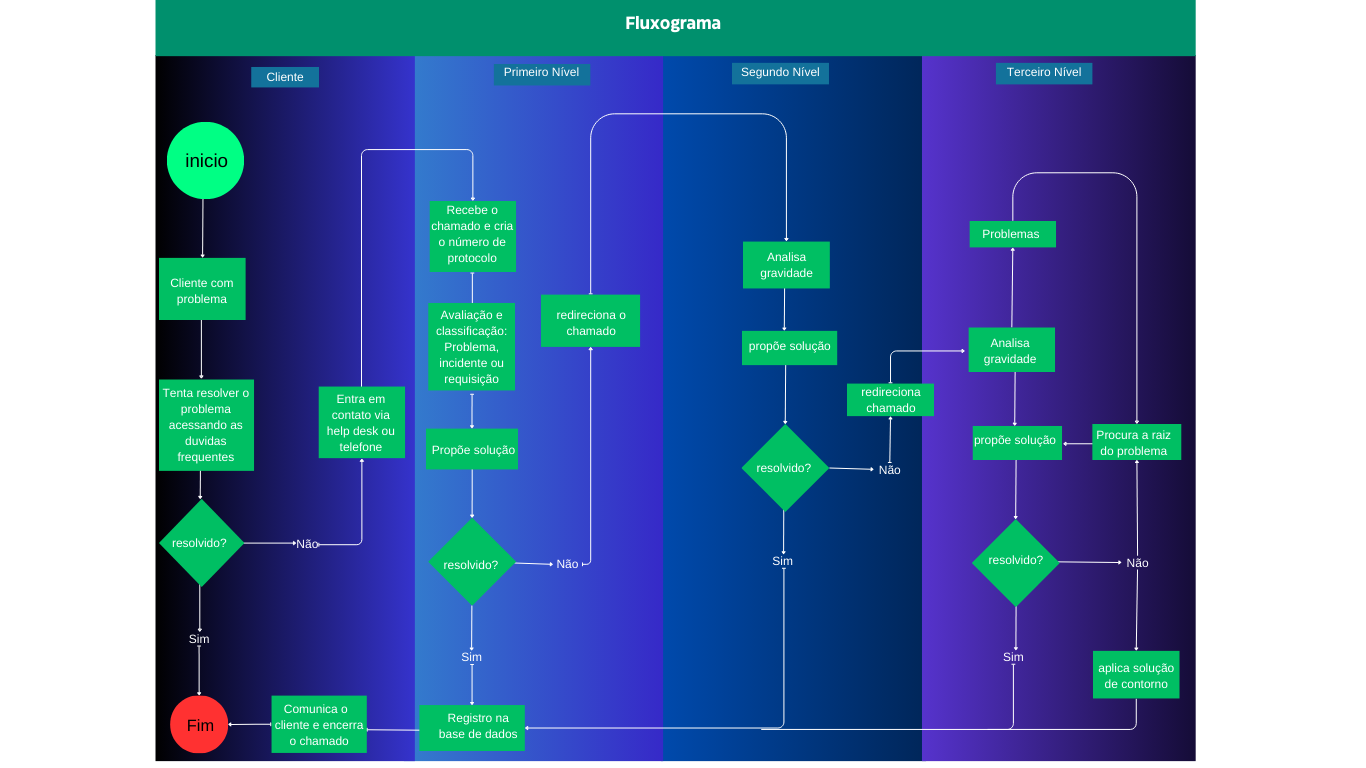 Fluxograma
Cliente
Primeiro Nível
Segundo Nível
Terceiro Nível
inicio
Cliente com
problema
Tenta resolver o
problema
acessando as
duvidas
frequentes
resolvido?
Não
Sim
Fim
Entra em
contato via
help desk ou
telefone
Comunica o
cliente e encerra
o chamado
Recebe o
chamado e cria
o número de
protocolo
Avaliação e
classificação:
Problema,
incidente ou
requisição
Propõe solução
resolvido?
Não
Sim
Registro na
base de dados
redireciona o
chamado
Analisa
gravidade
propõe solução
resolvido?
Não
Sim
redireciona
chamado
Problemas
Analisa
gravidade
propõe solução
Procura a raiz
do problema
resolvido?
Não
Sim
aplica solução
de contorno